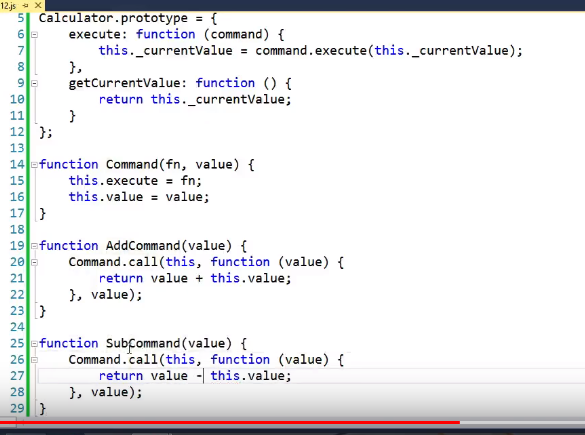 12.js
5 Calculator.prototype = {
6     execute: function (command) {
7         this._currentValue = command.execute(this._currentValue);
8     },
9     getCurrentValue: function () {
10         return this._currentValue;
11     }
12 };
13
14 function Command(fn, value) {
15     this.execute = fn;
16     this.value = value;
17 }
18
19 function AddCommand(value) {
20     Command.call(this, function (value) {
21         return value + this.value;
22     }, value);
23 }
24
25 function SubCommand(value) {
26     Command.call(this, function (value) {
27         return value - this.value;
28     }, value);
29 }